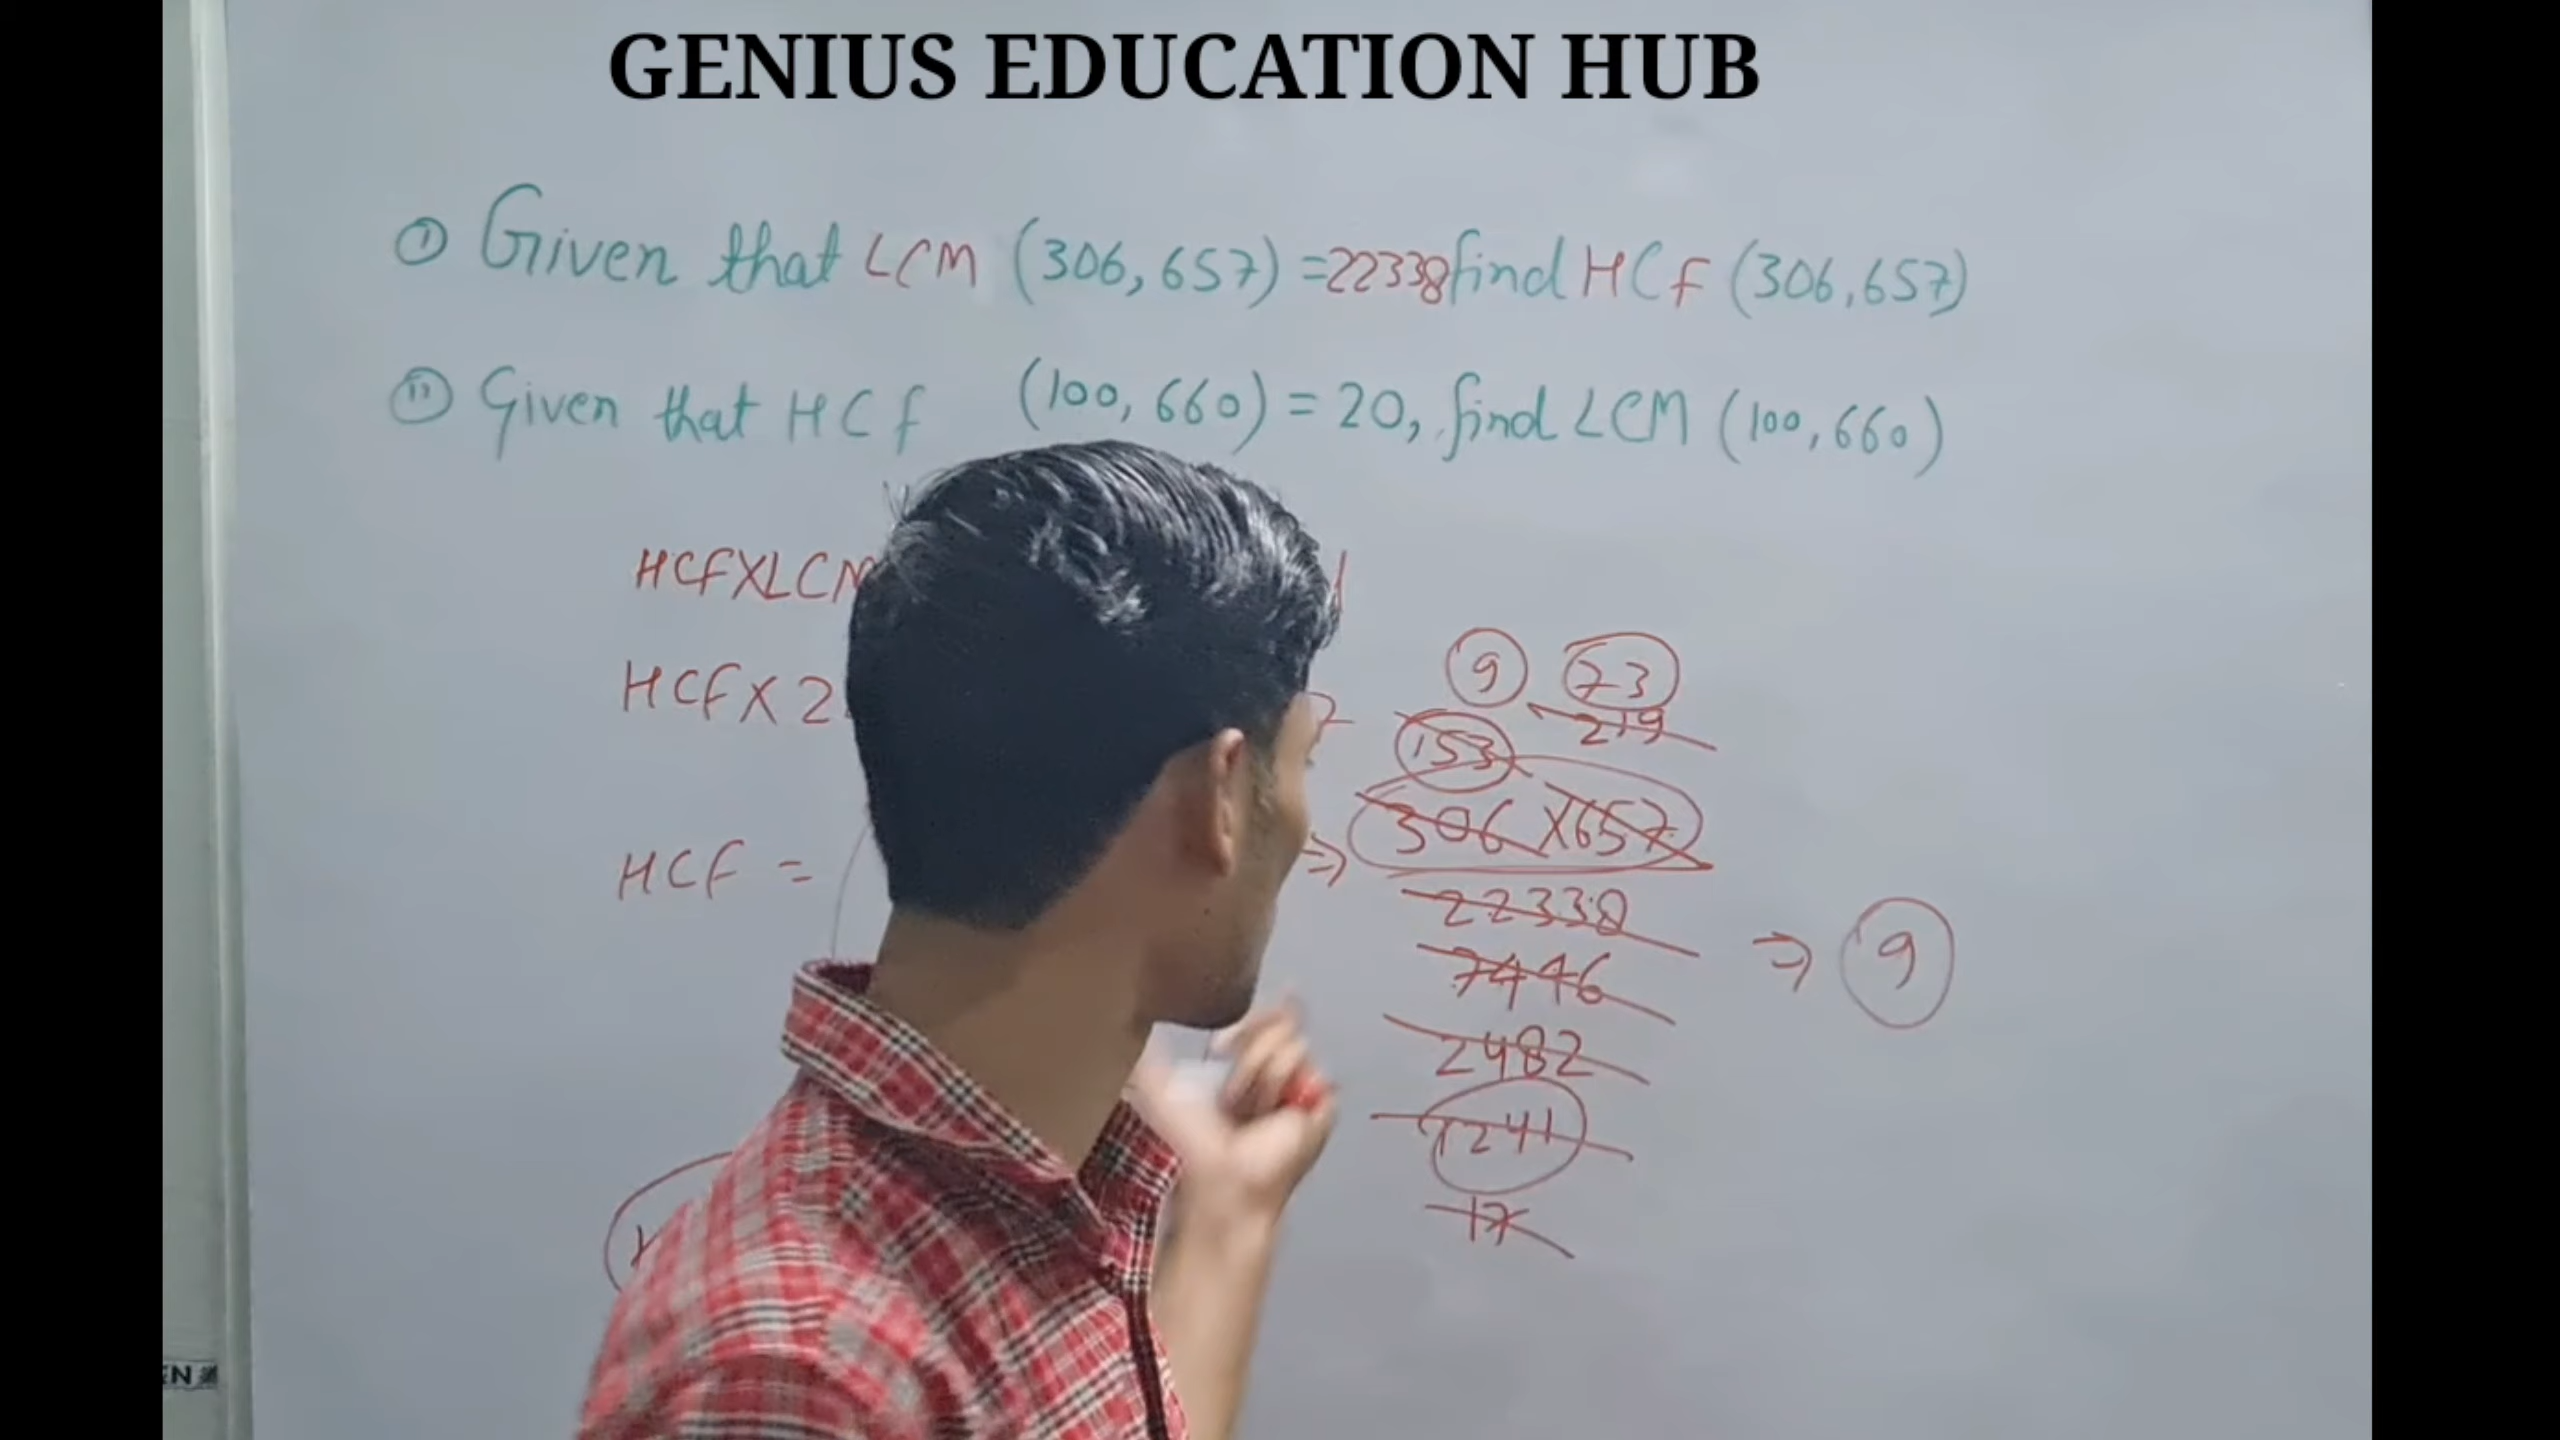 GENIUS EDUCATION HUB
① Given that LCM (306, 657) = 22338 find HCf (306, 657)
⑪ Given that HCf (100, 660) = 20, find LCM (100, 660)
HCfXLCM
HCfX2
HCf =
9 73
219
153
⇒ 306 X 657
22338
7446
2482
1241
17
⇒ 9
EN